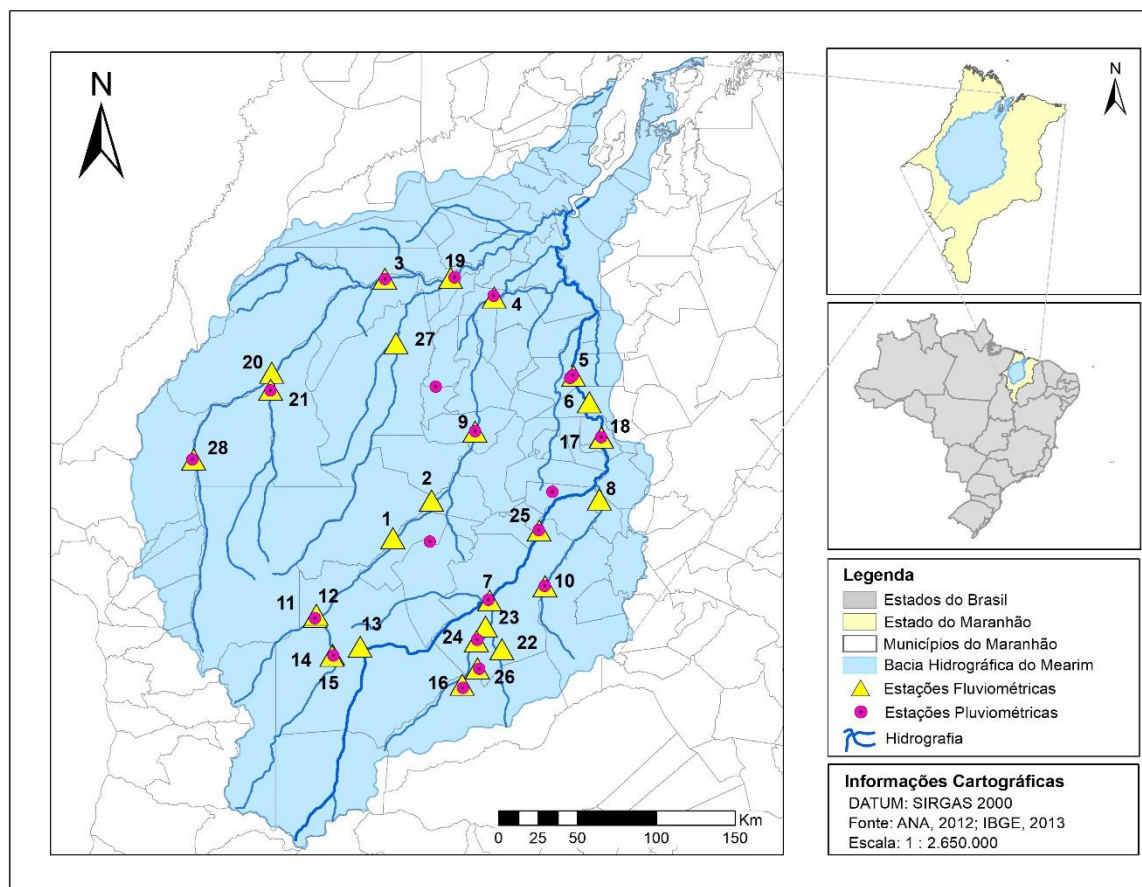 N
N
3
19
4
27
20
5
21
6
9
18
17
28
2
8
1
25
7
10
12
11
23
13
24
22
14
15
26
16
0
25
50
100
150
Km
Legenda
Estados do Brasil
Estado do Maranhão
Municípios do Maranhão
Bacia Hidrográfica do Mearim
Estações Fluviométricas
Estações Pluviométricas
Hidrografia
Informações Cartográficas
DATUM: SIRGAS 2000
Fonte: ANA, 2012; IBGE, 2013
Escala: 1 : 2.650.000